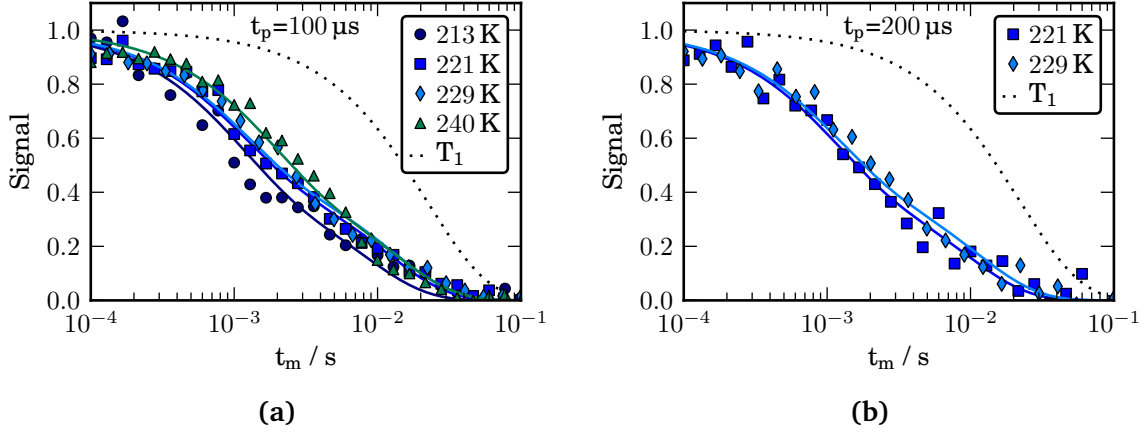 t_p=100 μs
213 K
221 K
229 K
240 K
T_1
Signal
1.0
0.8
0.6
0.4
0.2
0.0
10^-4
10^-3
10^-2
10^-1
t_m / s
(a)
t_p=200 μs
221 K
229 K
T_1
Signal
1.0
0.8
0.6
0.4
0.2
0.0
10^-4
10^-3
10^-2
10^-1
t_m / s
(b)